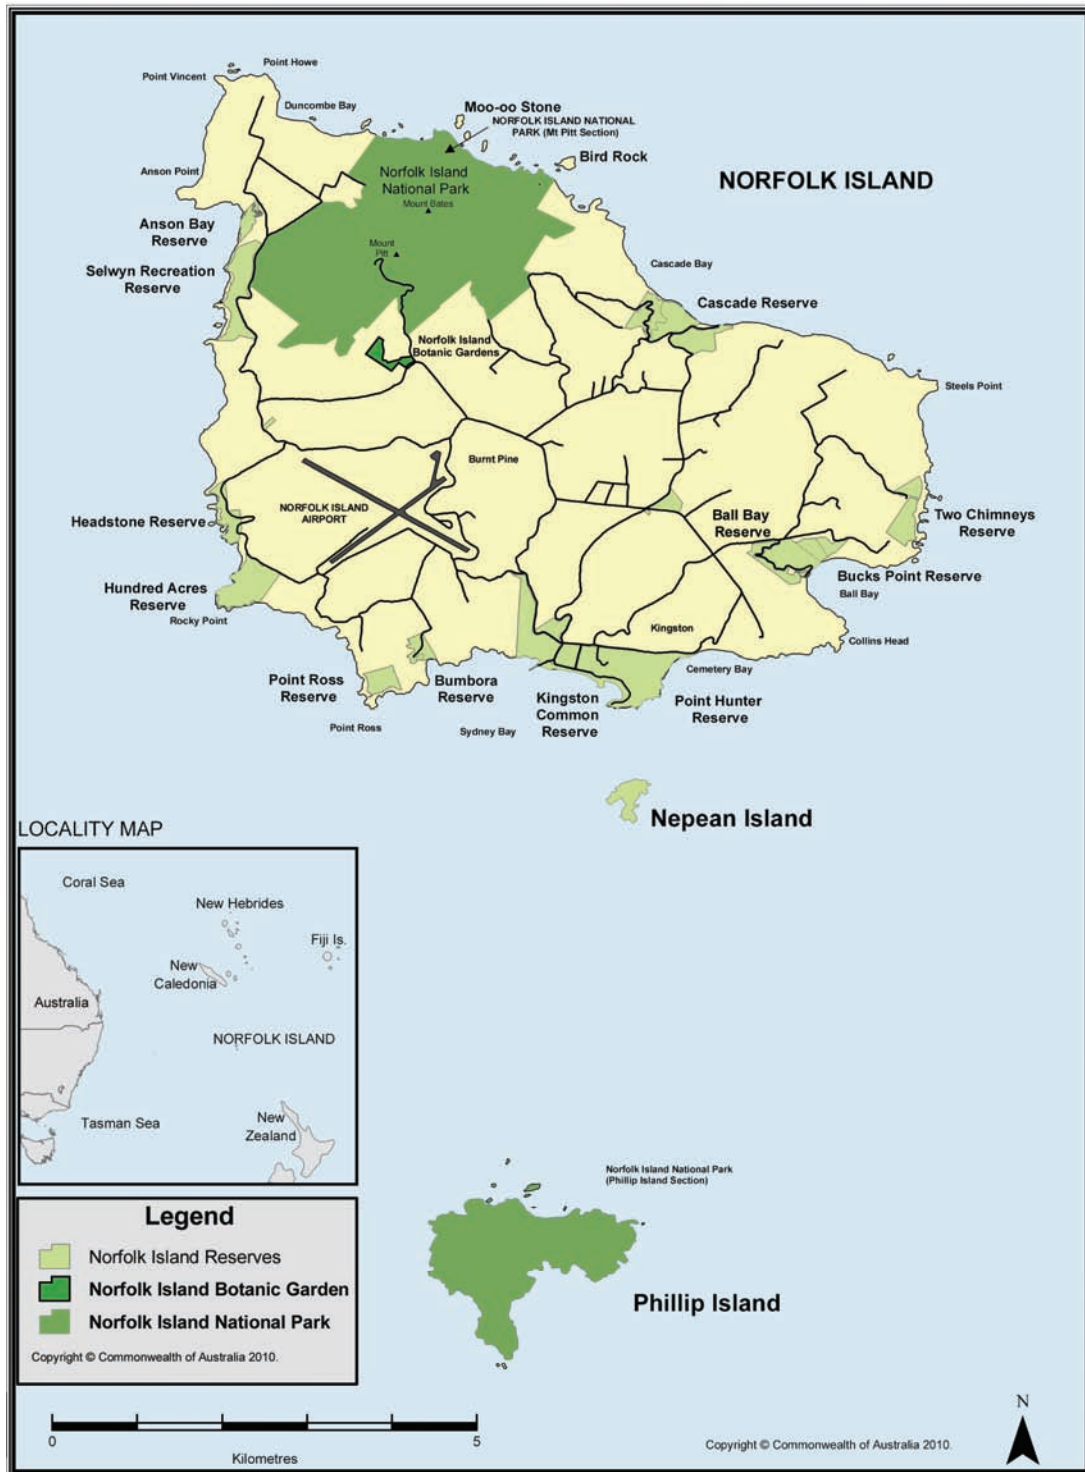 Point Howe
Point Vincent
Duncombe Bay
Moo-oo Stone
NORFOLK ISLAND NATIONAL
PARK (Mt Pitt Section)
Bird Rock
Anson Point
Norfolk Island
National Park
Mount Bates
NORFOLK ISLAND
Anson Bay
Reserve
Mount
Pitt
Selwyn Recreation
Reserve
Cascade Bay
Cascade Reserve
Norfolk Island
Botanic Gardens
Steels Point
Burnt Pine
NORFOLK ISLAND
AIRPORT
Headstone Reserve
Ball Bay
Reserve
Two Chimneys
Reserve
Bucks Point Reserve
Ball Bay
Hundred Acres
Reserve
Rocky Point
Kingston
Collins Head
Cemetery Bay
Point Ross
Reserve
Bumbora
Reserve
Kingston
Common
Reserve
Point Hunter
Reserve
Point Ross
Sydney Bay
Nepean Island
LOCALITY MAP
Coral Sea
New Hebrides
Fiji Is.
New
Caledonia
Australia
NORFOLK ISLAND
Tasman Sea
New
Zealand
Norfolk Island National Park
(Phillip Island Section)
Phillip Island
Legend
Norfolk Island Reserves
Norfolk Island Botanic Garden
Norfolk Island National Park
Copyright © Commonwealth of Australia 2010.
0
5
Kilometres
N
Copyright © Commonwealth of Australia 2010.